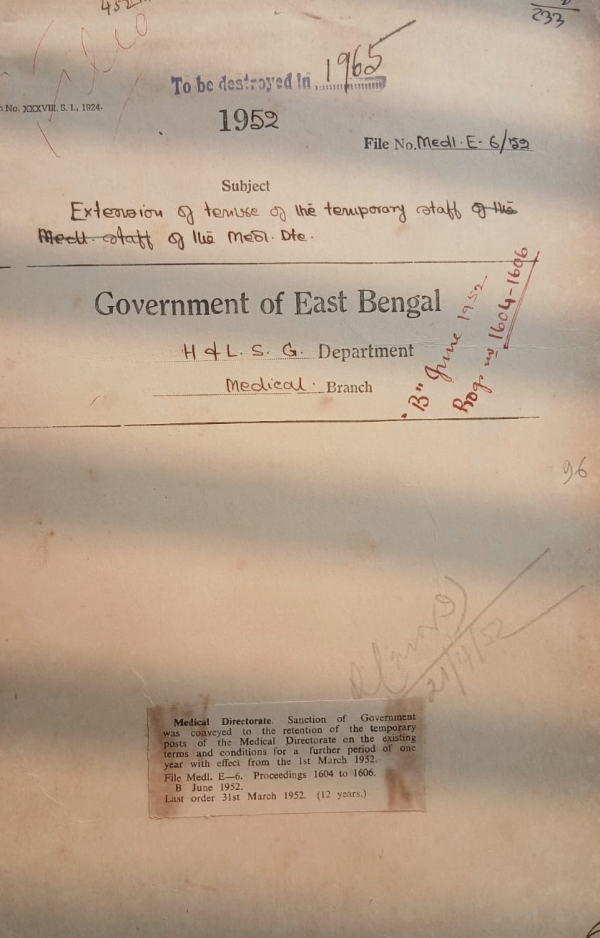 452
233
To be destroyed in 1965
No. XXXVIII. S. I., 1924.
1952
File No. Medl. E- 6/52
Subject
Extension of tenure of the temporary staff of the
Medl. staff of the Medl. Dte.
Government of East Bengal
H & L. S. G. Department
Medical. Branch
"B" June 1952
Progs. 1604-1606
96
21/4/52
Medical Directorate. Sanction of Government
was conveyed to the retention of the temporary
posts of the Medical Directorate on the existing
terms and conditions for a further period of one
year with effect from the 1st March 1952.
File Medl. E—6. Proceedings 1604 to 1606.
B June 1952.
Last order 31st March 1952. (12 years.)